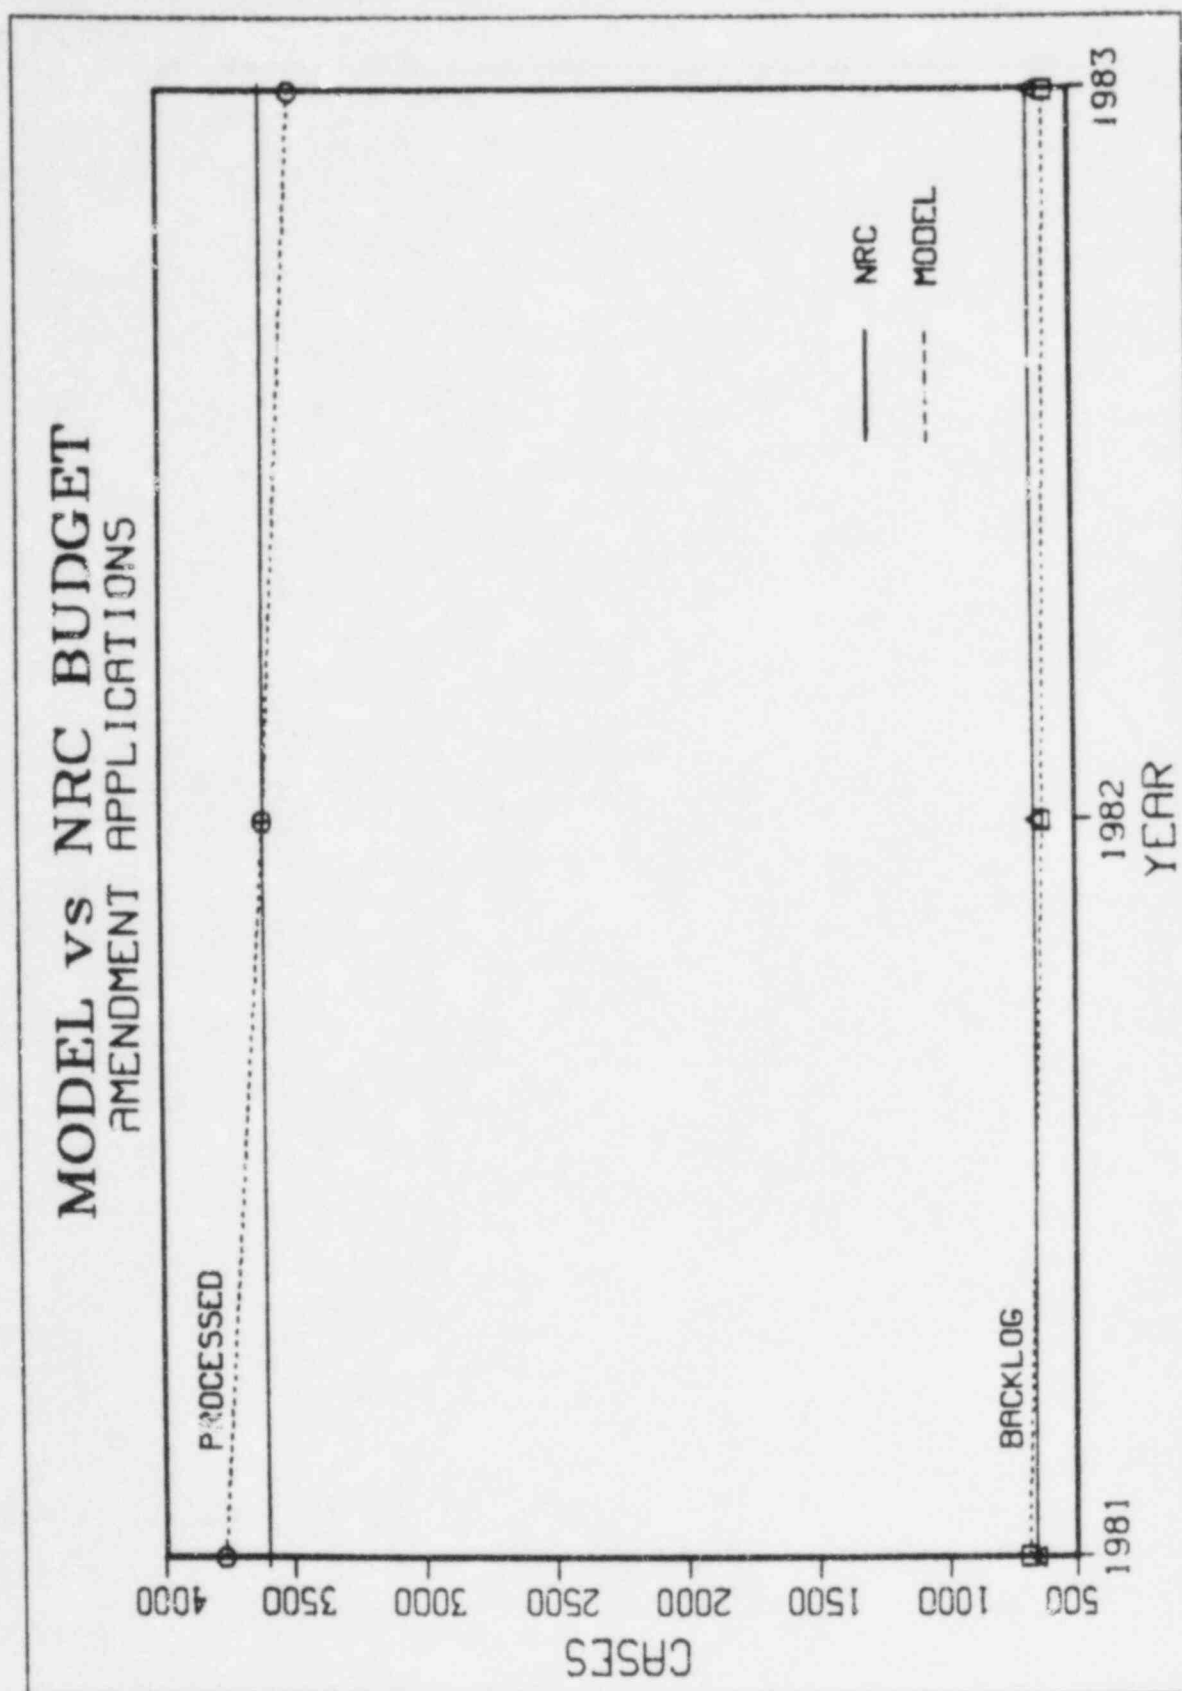 MODEL vs NRC BUDGET
AMENDMENT APPLICATIONS
4000
3500
3000
2500
2000
1500
1000
500
CASES
PROCESSED
BACKLOG
NRC
MODEL
1981
1982
1983
YEAR